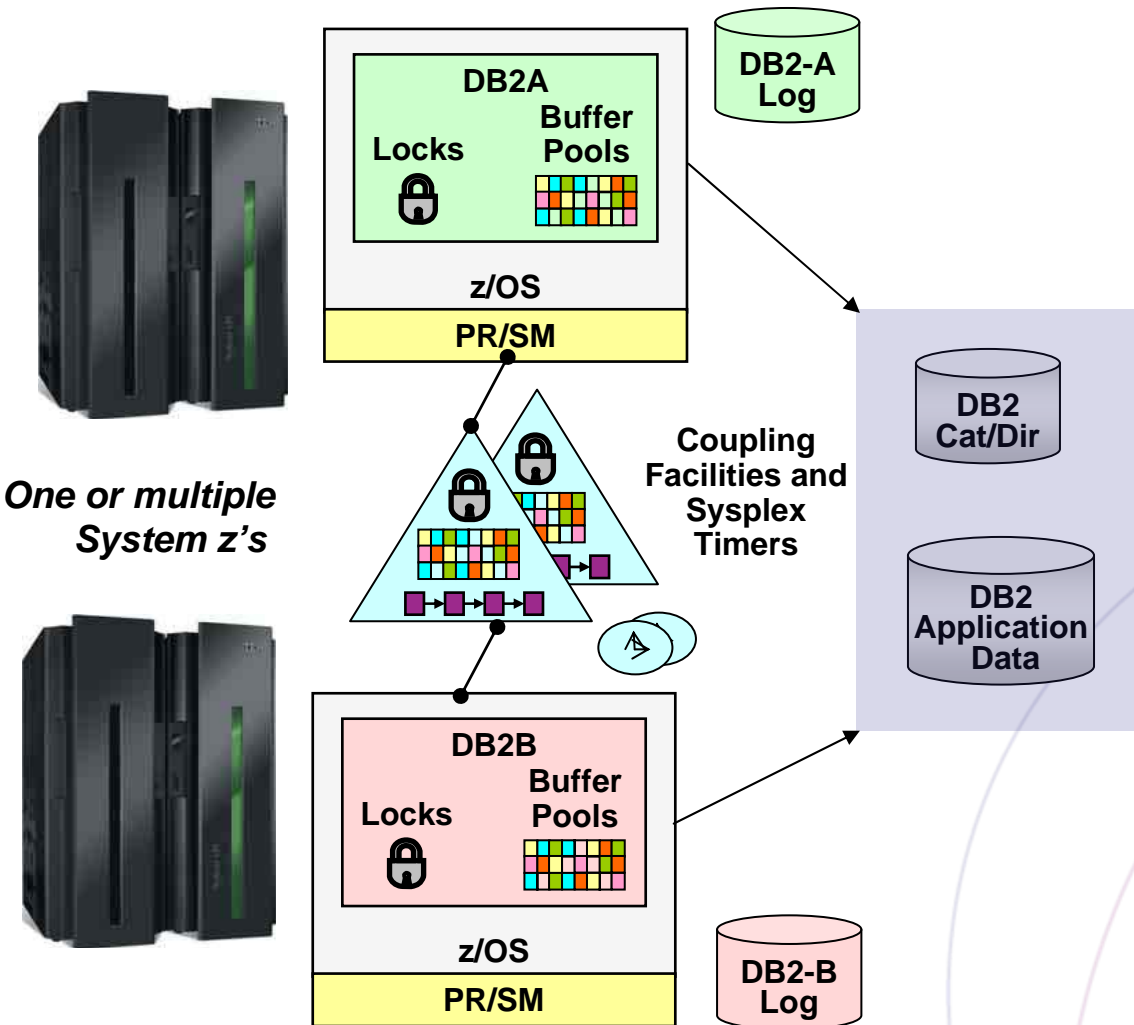 DB2A
Locks
Buffer
Pools
z/OS
PR/SM
DB2-A
Log
One or multiple
System z's
Coupling
Facilities and
Sysplex
Timers
DB2
Cat/Dir
DB2
Application
Data
DB2B
Locks
Buffer
Pools
z/OS
PR/SM
DB2-B
Log